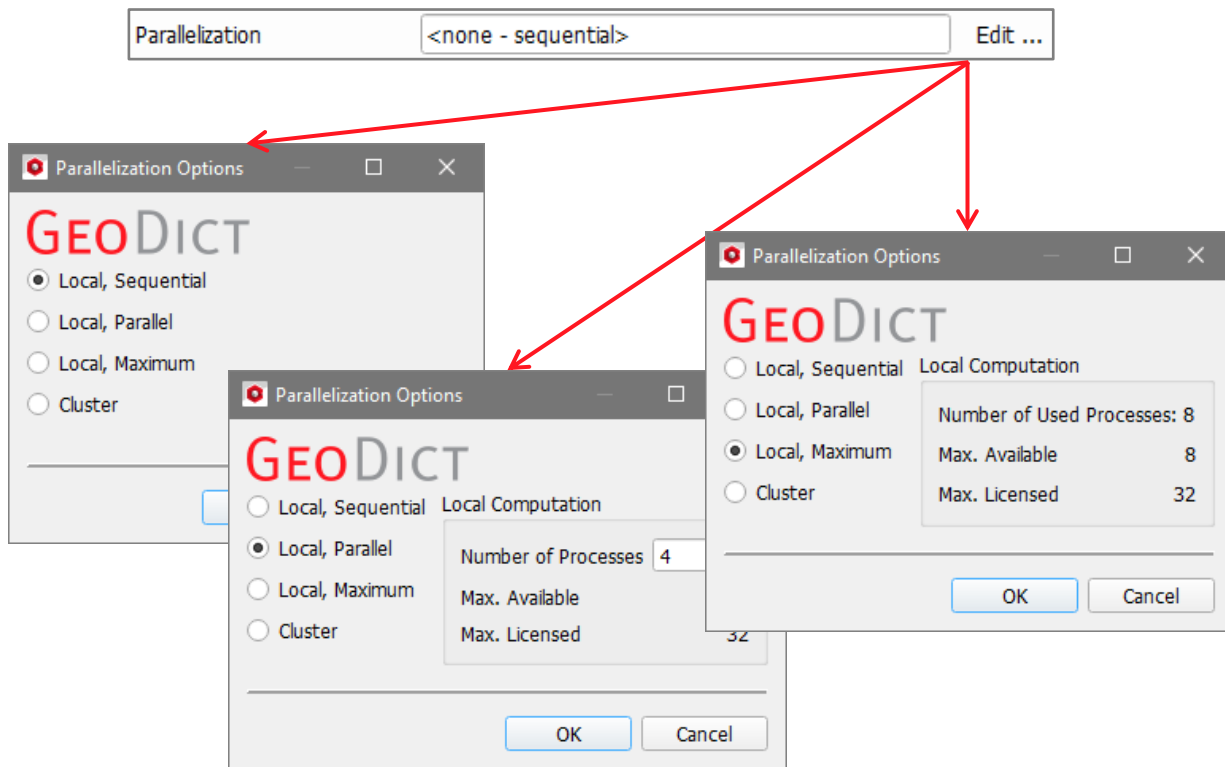 Parallelization <none - sequential> Edit ...
Parallelization Options
GEODICT
Local, Sequential
Local, Parallel
Local, Maximum
Cluster
Parallelization Options
GEODICT
Local, Sequential Local Computation
Local, Parallel Number of Processes 4
Local, Maximum Max. Available
Cluster Max. Licensed 32
OK Cancel
Parallelization Options
GEODICT
Local, Sequential Local Computation
Local, Parallel Number of Used Processes: 8
Local, Maximum Max. Available 8
Cluster Max. Licensed 32
OK Cancel